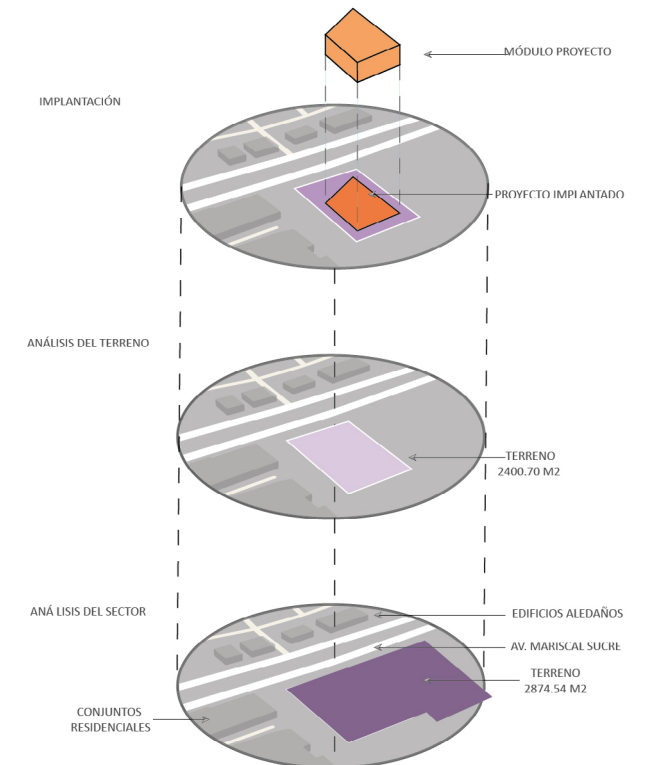 MÓDULO PROYECTO
IMPLANTACIÓN
PROYECTO IMPLANTADO
ANÁLISIS DEL TERRENO
TERRENO
2400.70 M2
ANÁ LISIS DEL SECTOR
EDIFICIOS ALEDAÑOS
AV. MARISCAL SUCRE
TERRENO
2874.54 M2
CONJUNTOS
RESIDENCIALES